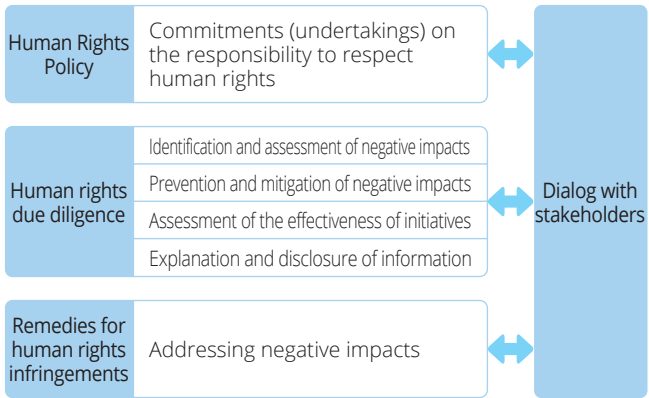 Human Rights
Policy
Commitments (undertakings) on
the responsibility to respect
human rights
Human rights
due diligence
Identification and assessment of negative impacts
Prevention and mitigation of negative impacts
Assessment of the effectiveness of initiatives
Explanation and disclosure of information
Remedies for
human rights
infringements
Addressing negative impacts
Dialog with
stakeholders